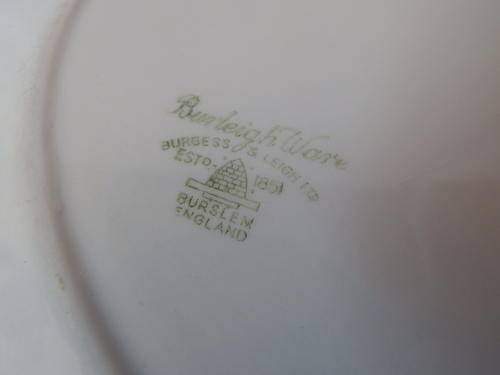 Burleigh Ware
BURGESS & LEIGH LTD
ESTD. 1851
BURSLEM
ENGLAND